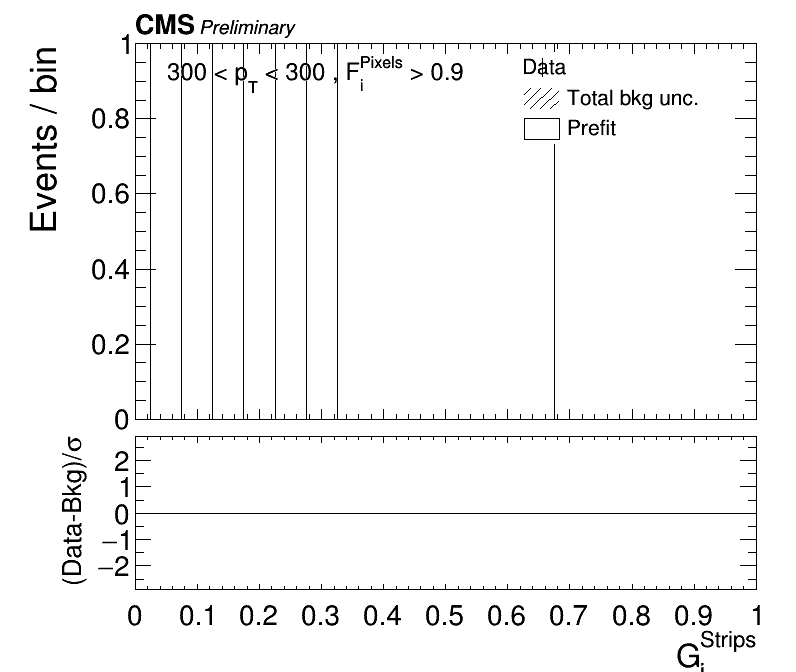 CMS Preliminary
300 < p_T < 300 , F_i^Pixels > 0.9
Data
Total bkg unc.
Prefit
Events / bin
1
0.8
0.6
0.4
0.2
0
(Data-Bkg)/σ
2
1
0
−1
−2
0 0.1 0.2 0.3 0.4 0.5 0.6 0.7 0.8 0.9 1
G_i^Strips